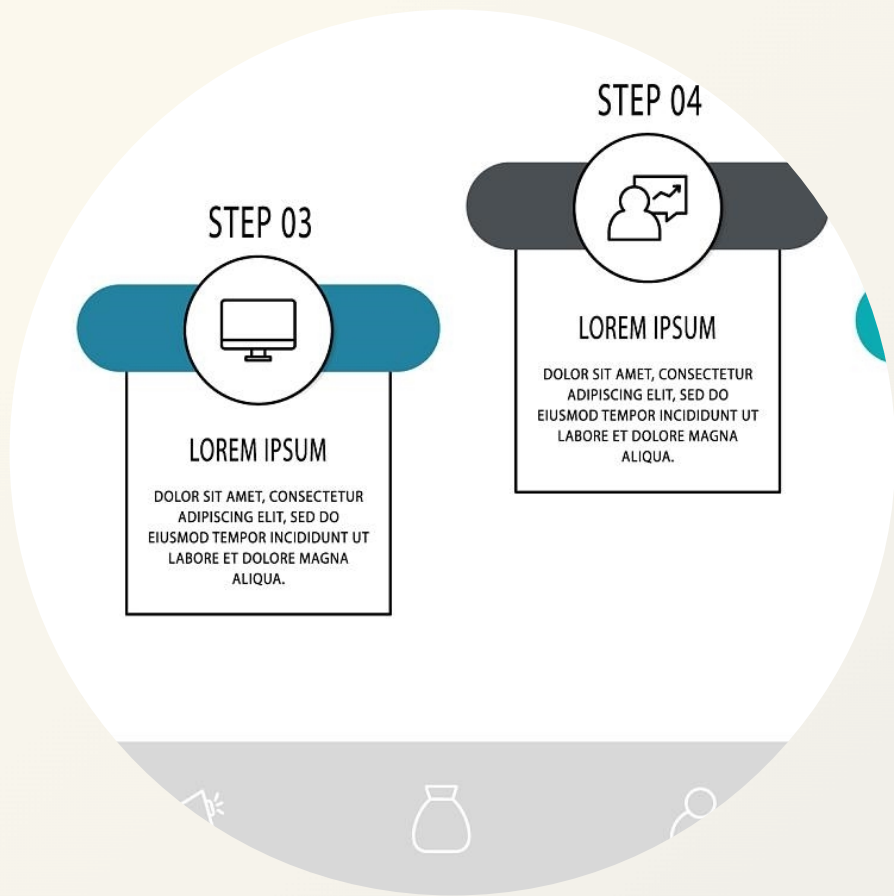 STEP 03
LOREM IPSUM
DOLOR SIT AMET, CONSECTETUR
ADIPISCING ELIT, SED DO
EIUSMOD TEMPOR INCIDIDUNT UT
LABORE ET DOLORE MAGNA
ALIQUA.
STEP 04
LOREM IPSUM
DOLOR SIT AMET, CONSECTETUR
ADIPISCING ELIT, SED DO
EIUSMOD TEMPOR INCIDIDUNT UT
LABORE ET DOLORE MAGNA
ALIQUA.